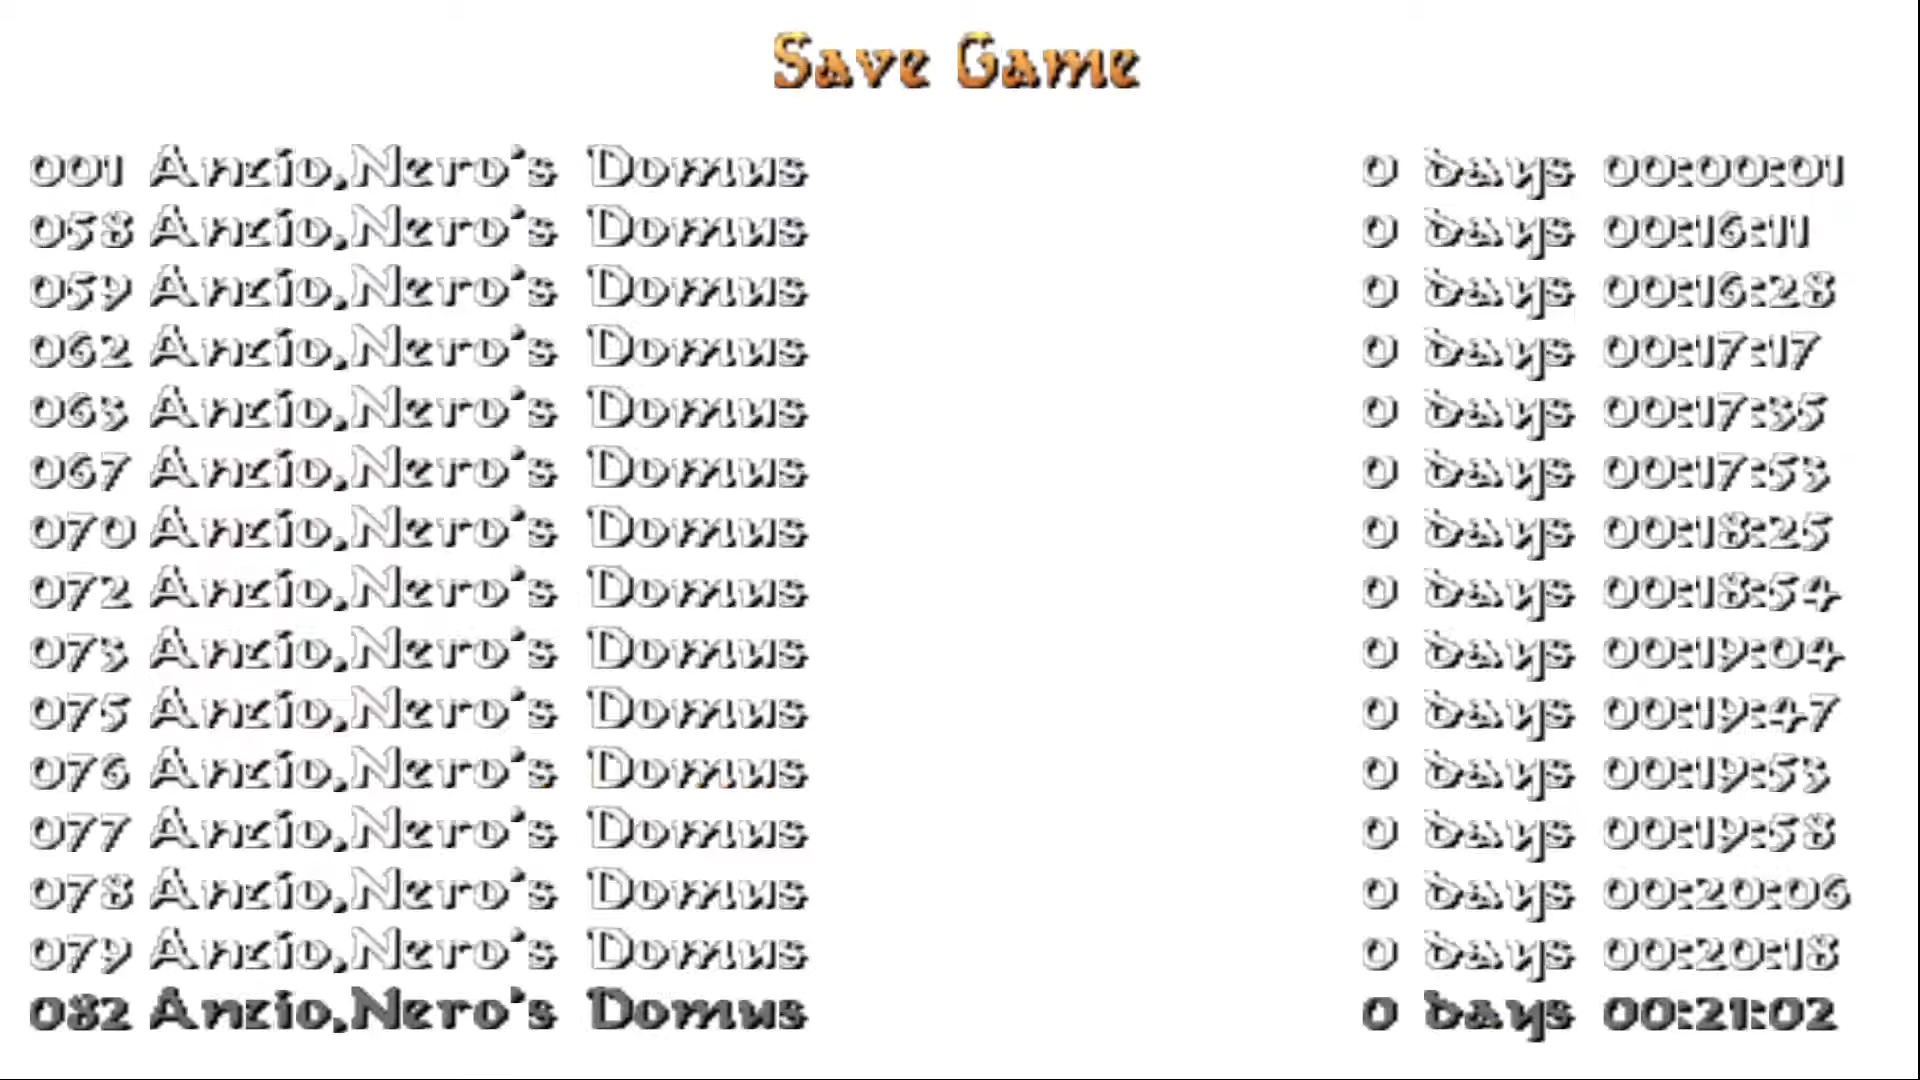 Save Game
001 Anzio,Nero's Domus 0 days 00:00:01
058 Anzio,Nero's Domus 0 days 00:16:11
059 Anzio,Nero's Domus 0 days 00:16:28
062 Anzio,Nero's Domus 0 days 00:17:17
063 Anzio,Nero's Domus 0 days 00:17:35
067 Anzio,Nero's Domus 0 days 00:17:53
070 Anzio,Nero's Domus 0 days 00:18:25
072 Anzio,Nero's Domus 0 days 00:18:54
073 Anzio,Nero's Domus 0 days 00:19:04
075 Anzio,Nero's Domus 0 days 00:19:47
076 Anzio,Nero's Domus 0 days 00:19:53
077 Anzio,Nero's Domus 0 days 00:19:58
078 Anzio,Nero's Domus 0 days 00:20:06
079 Anzio,Nero's Domus 0 days 00:20:18
082 Anzio,Nero's Domus 0 days 00:21:02